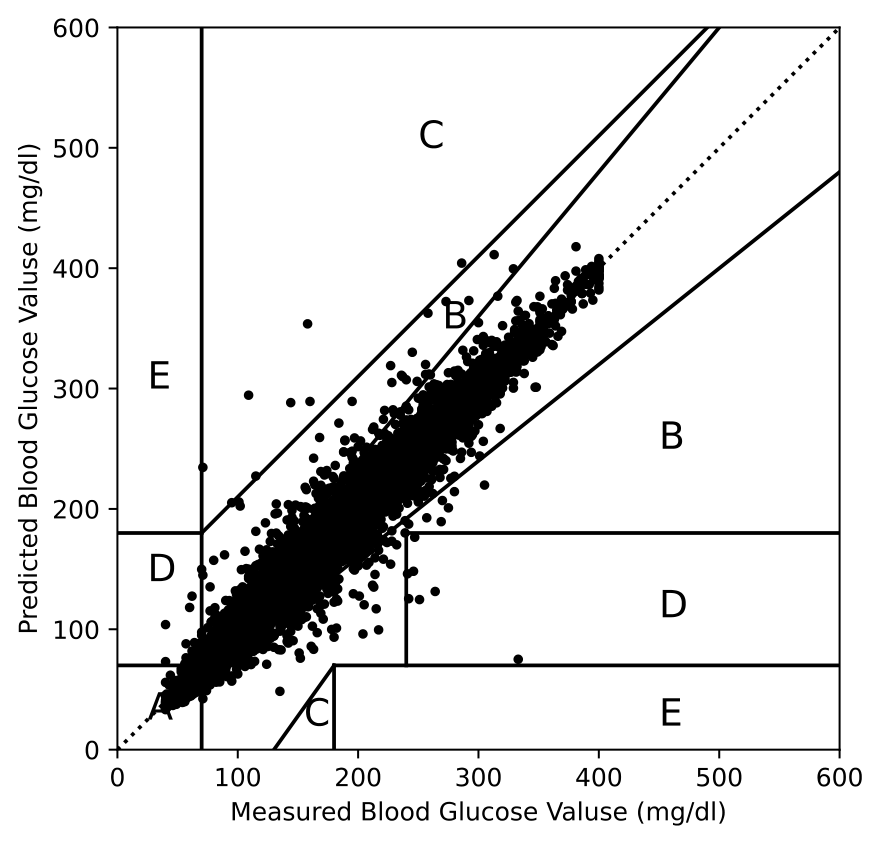 600
500
400
300
200
100
0
Predicted Blood Glucose Valuse (mg/dl)
C
B
E
B
D
D
A
C
E
0 100 200 300 400 500 600
Measured Blood Glucose Valuse (mg/dl)